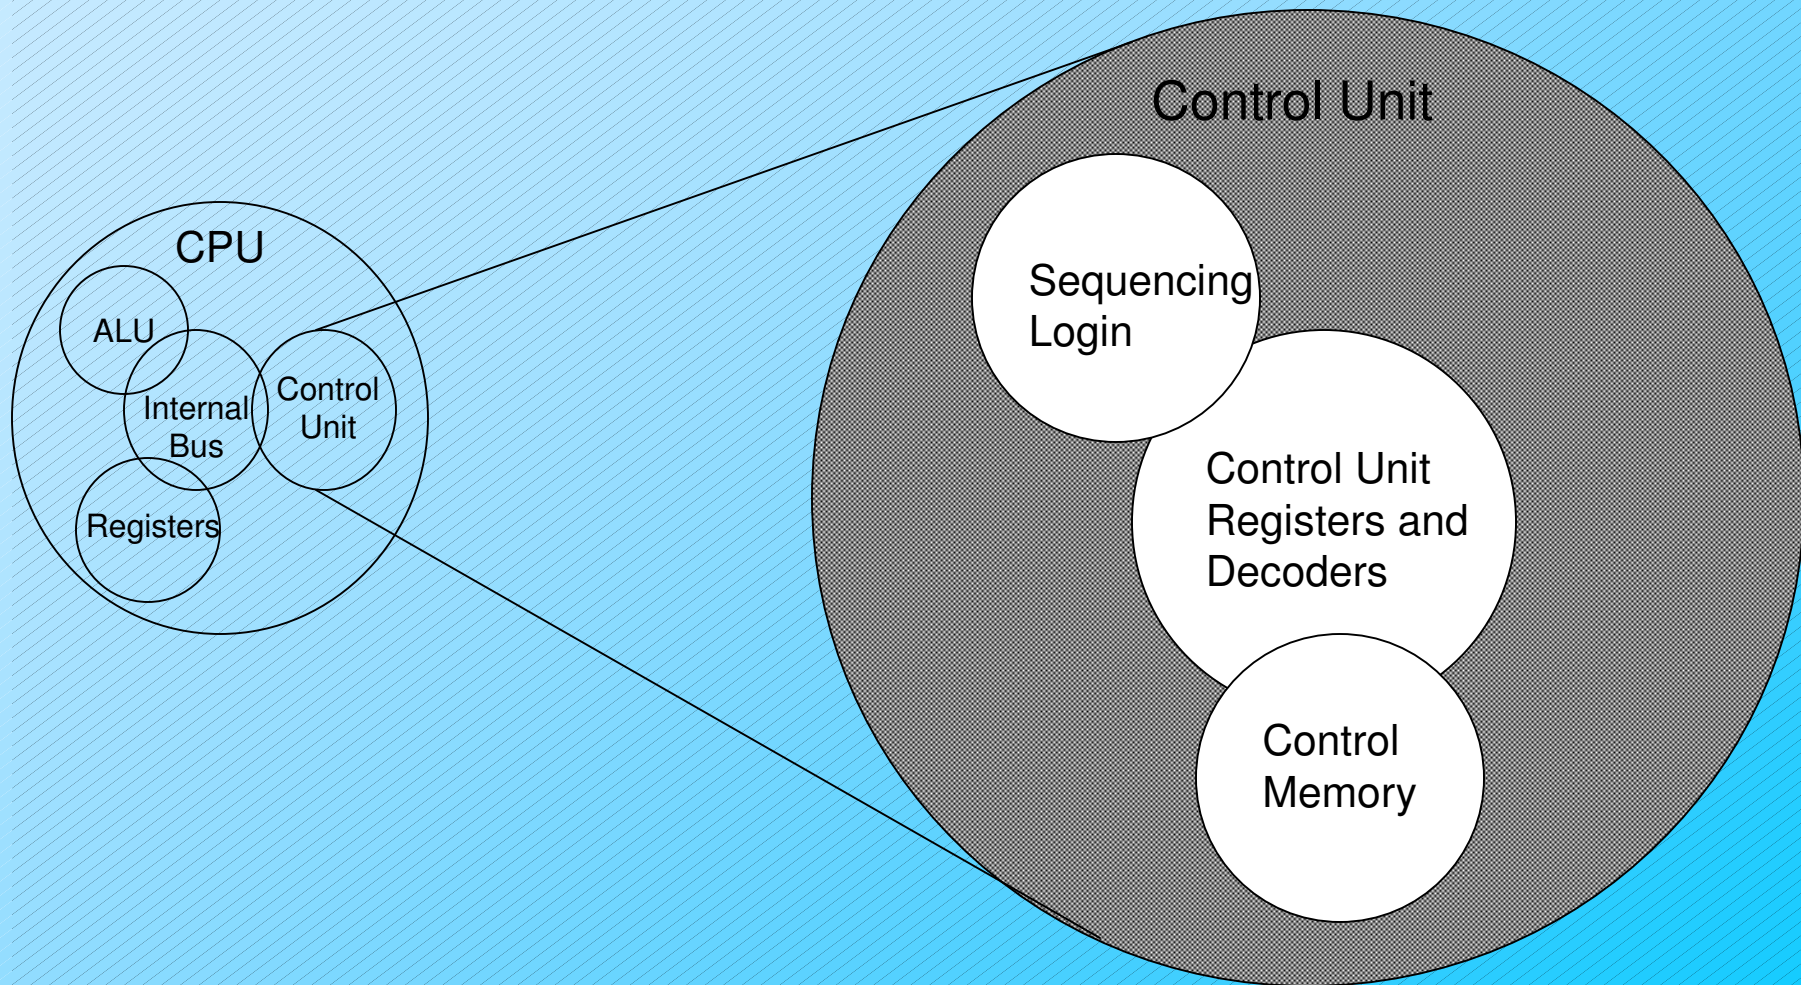 CPU
ALU
Internal
Bus
Control
Unit
Registers
Control Unit
Sequencing
Login
Control Unit
Registers and
Decoders
Control
Memory